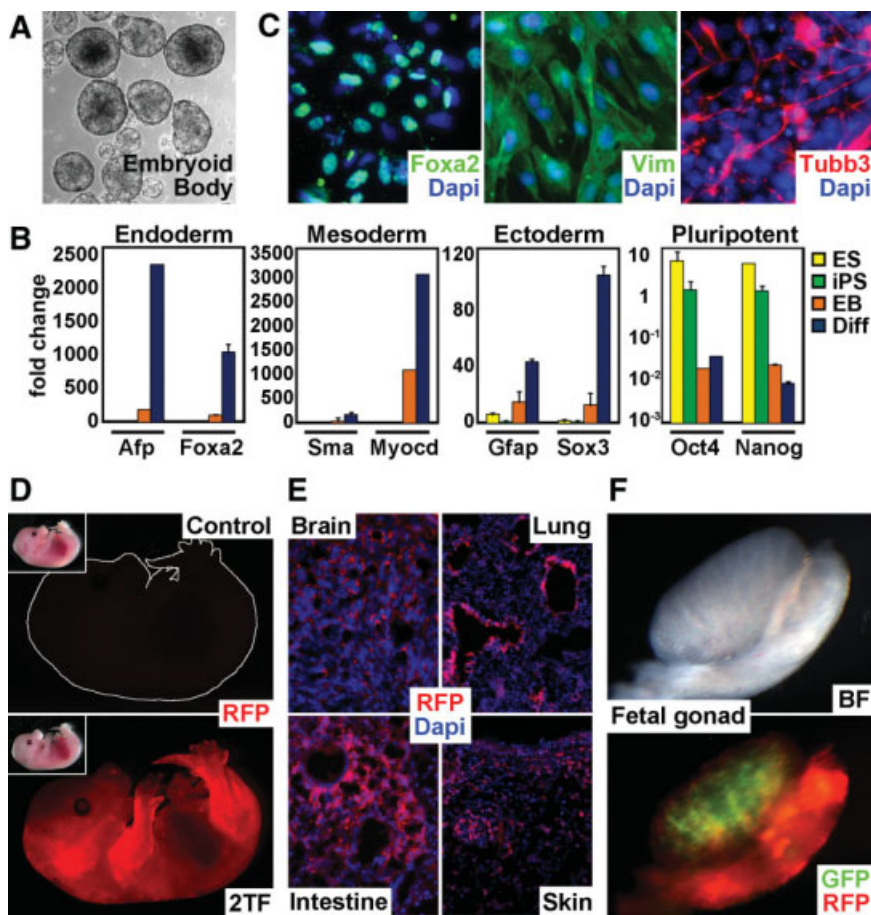 A
Embryoid
Body
C
Foxa2
Dapi
Vim
Dapi
Tubb3
Dapi
B
Endoderm
Mesoderm
Ectoderm
Pluripotent
fold change
2500
2000
1500
1000
500
0
Afp
Foxa2
3500
3000
2500
2000
1500
1000
500
0
Sma
Myocd
120
80
40
0
Gfap
Sox3
10
1
10-1
10-2
10-3
Oct4
Nanog
ES
iPS
EB
Diff
D
Control
RFP
2TF
E
Brain
Lung
RFP
Dapi
Intestine
Skin
F
BF
Fetal gonad
GFP
RFP